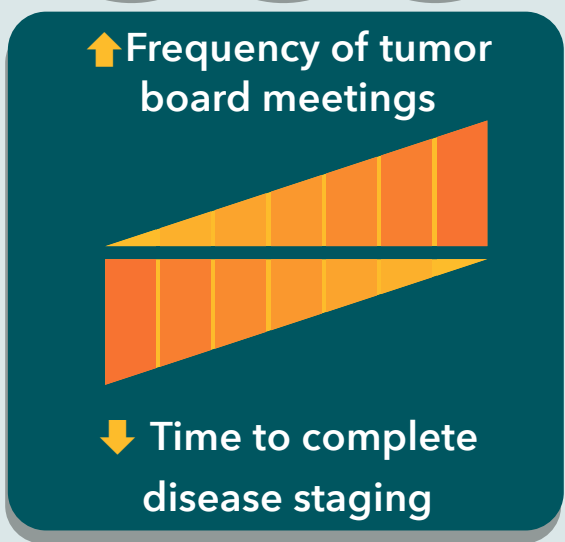 Frequency of tumor
board meetings
Time to complete
disease staging